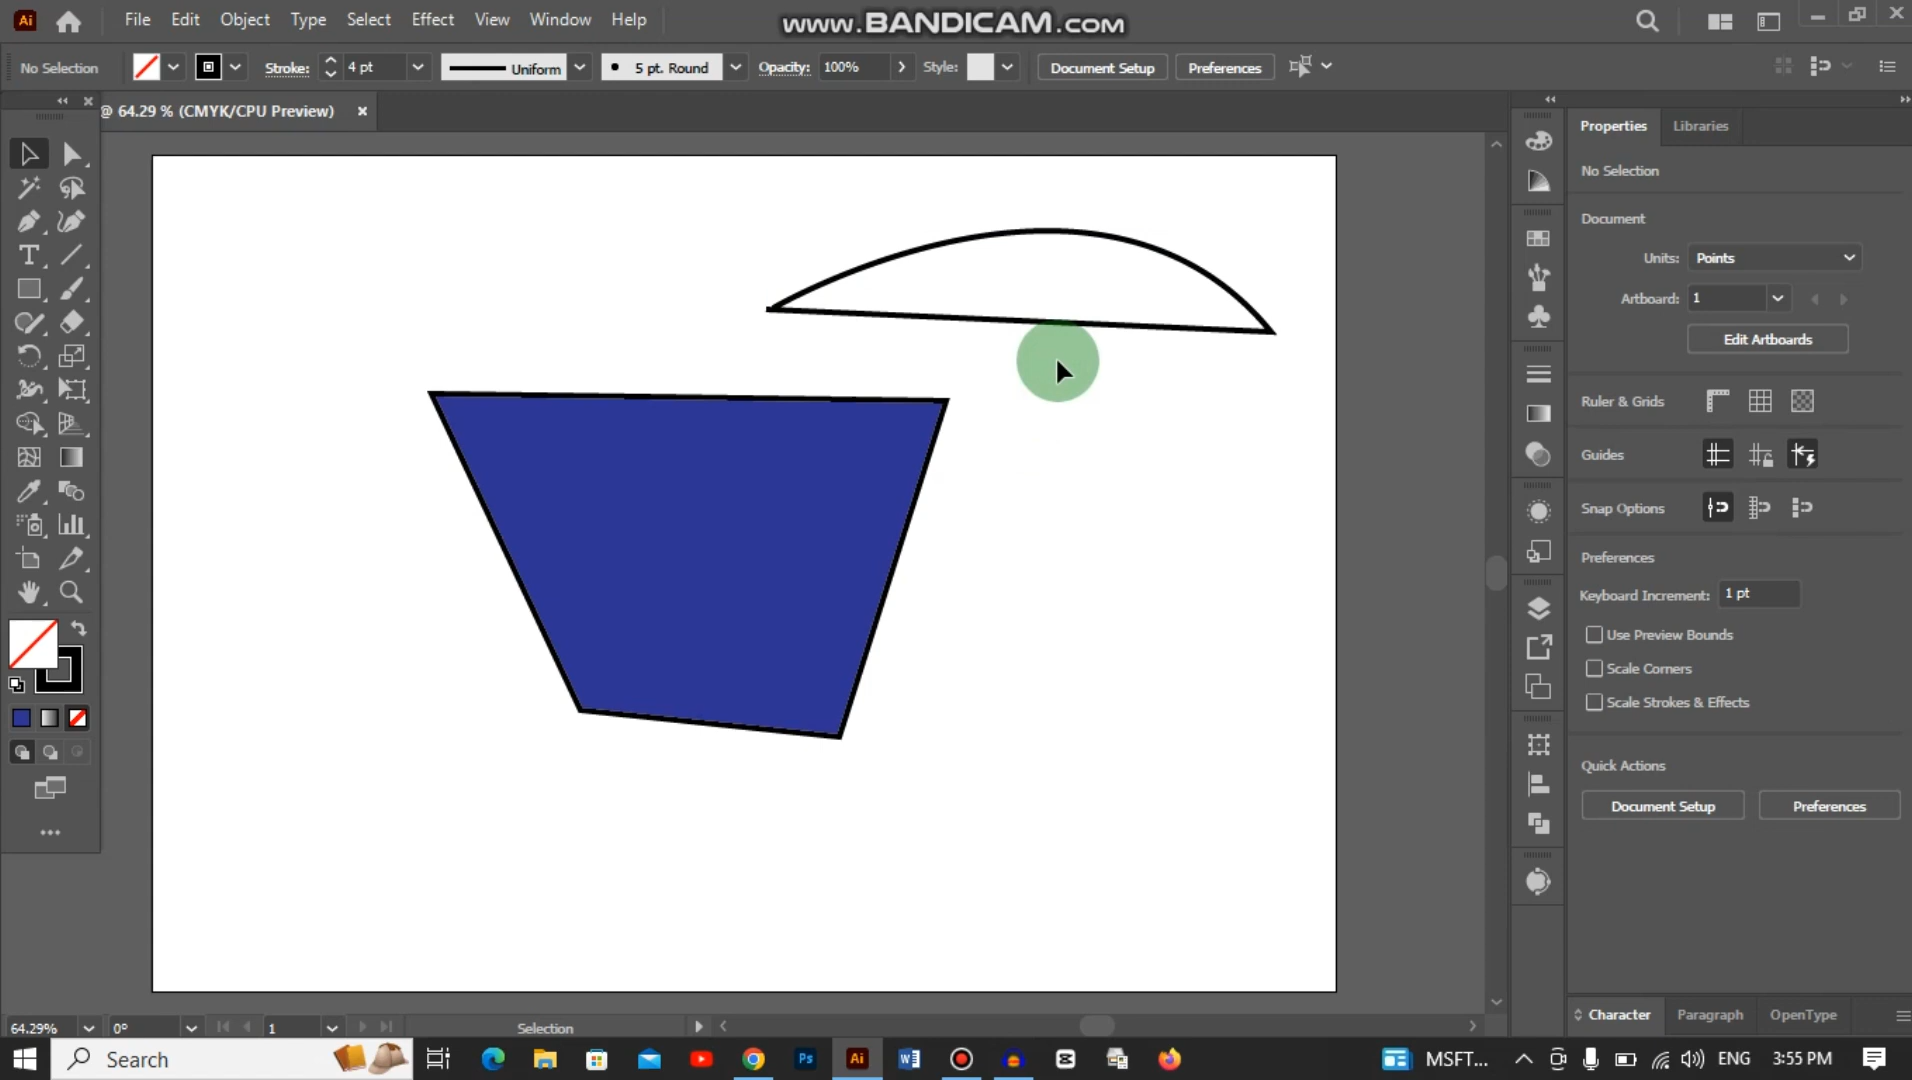 Ai File Edit Object Type Select Effect View Window Help www.BANDICAM.com
No Selection Stroke: 4 pt Uniform 5 pt. Round Opacity: 100% Style: Document Setup Preferences
@ 64.29 % (CMYK/CPU Preview)
Properties Libraries
No Selection
Document
Units: Points
Artboard: 1
Edit Artboards
Ruler & Grids
Guides
Snap Options
Preferences
Keyboard Increment: 1 pt
Use Preview Bounds
Scale Corners
Scale Strokes & Effects
Quick Actions
Document Setup Preferences
Character Paragraph OpenType
64.29% 0° 1 Selection
Search Ps Ai MSFT... ENG 3:55 PM